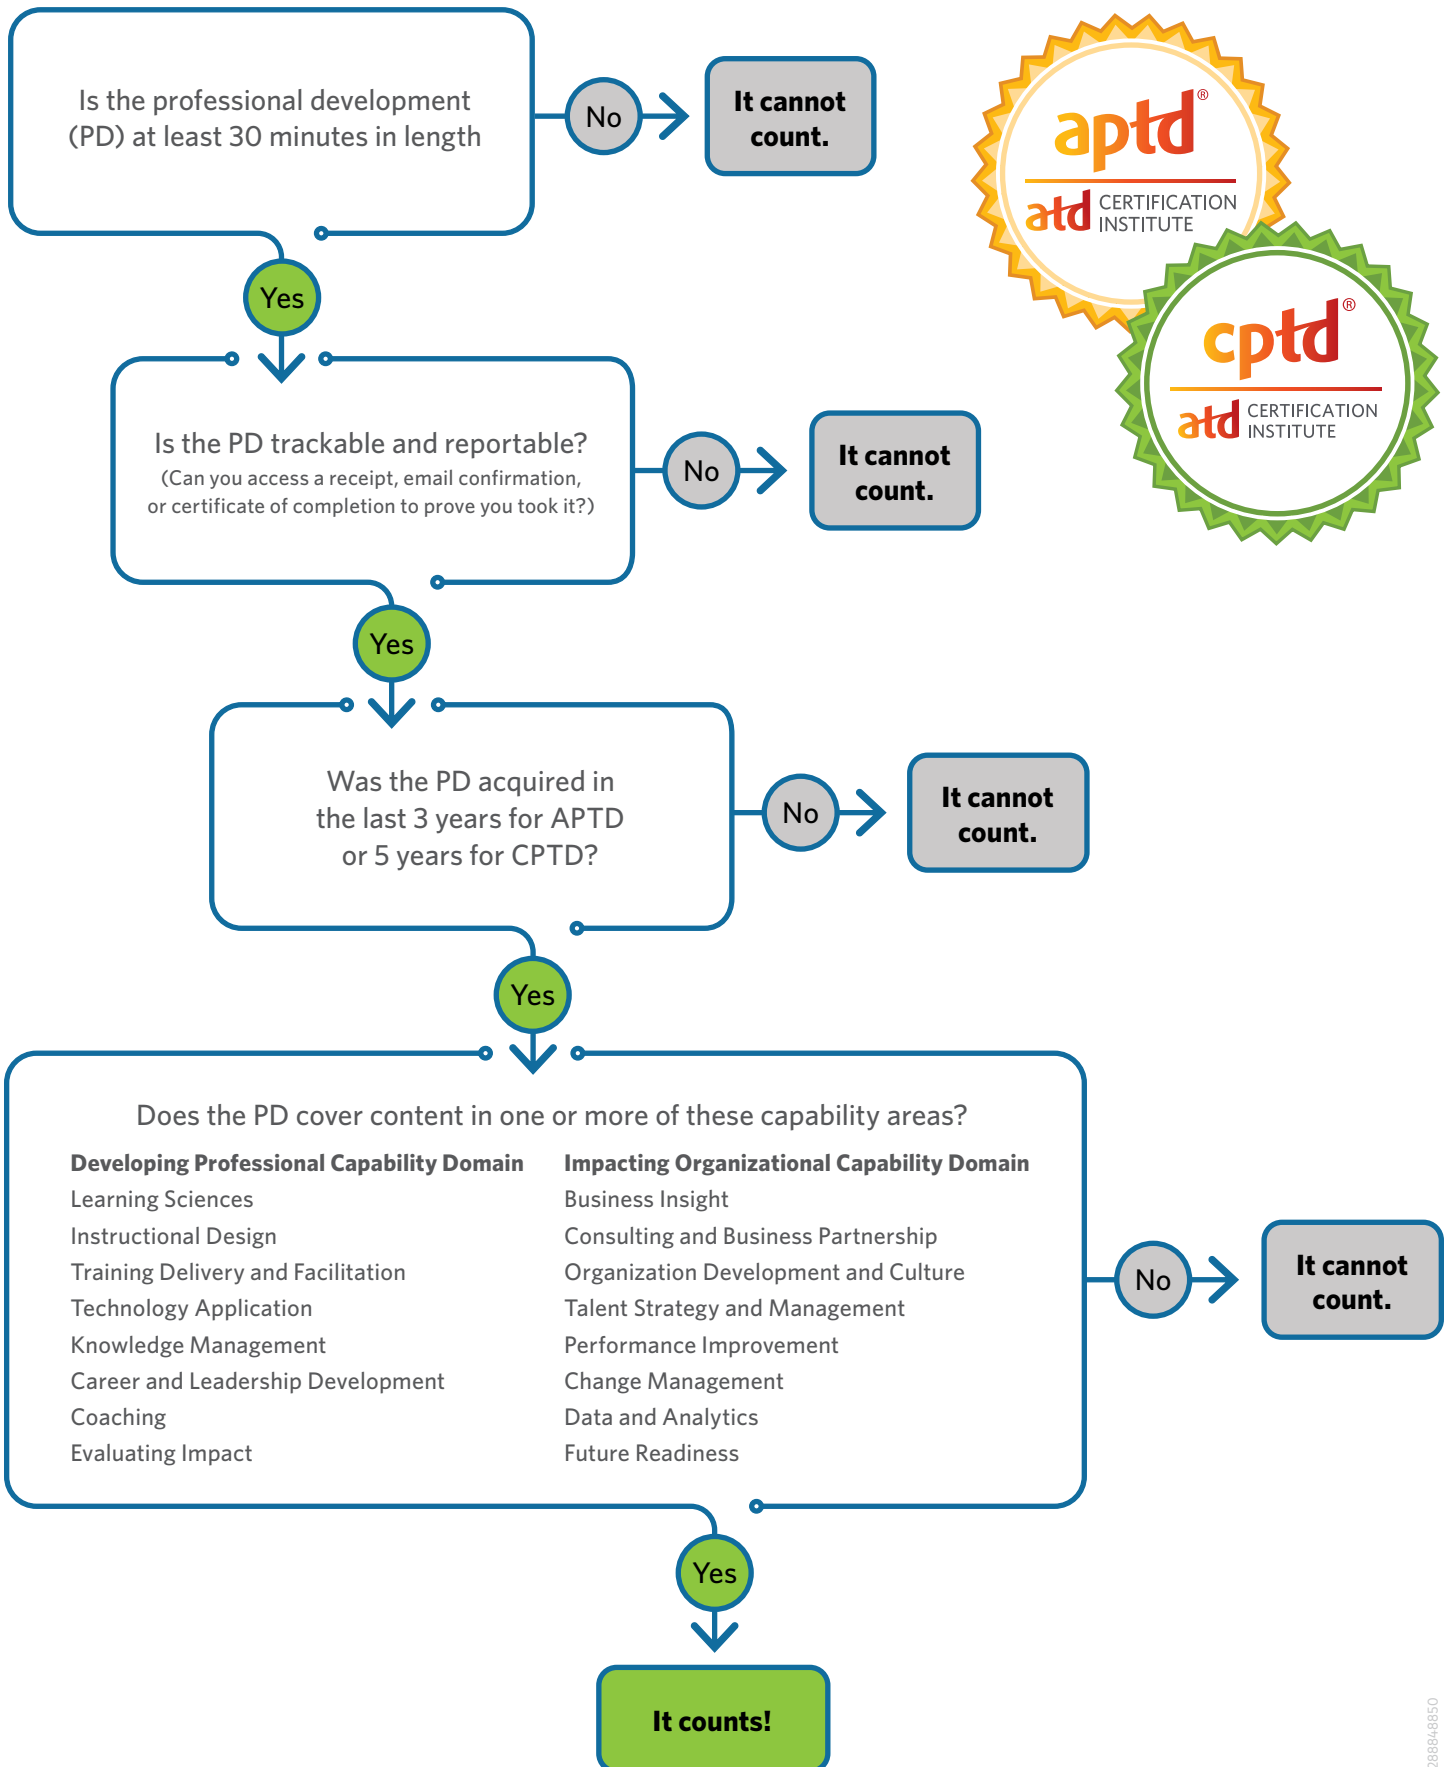 Is the professional development
(PD) at least 30 minutes in length
No
It cannot
count.
aptd®
atd CERTIFICATION
INSTITUTE
Yes
cptd®
atd CERTIFICATION
INSTITUTE
Is the PD trackable and reportable?
(Can you access a receipt, email confirmation,
or certificate of completion to prove you took it?)
No
It cannot
count.
Yes
Was the PD acquired in
the last 3 years for APTD
or 5 years for CPTD?
No
It cannot
count.
Yes
Does the PD cover content in one or more of these capability areas?
Developing Professional Capability Domain
Learning Sciences
Instructional Design
Training Delivery and Facilitation
Technology Application
Knowledge Management
Career and Leadership Development
Coaching
Evaluating Impact
Impacting Organizational Capability Domain
Business Insight
Consulting and Business Partnership
Organization Development and Culture
Talent Strategy and Management
Performance Improvement
Change Management
Data and Analytics
Future Readiness
No
It cannot
count.
Yes
It counts!